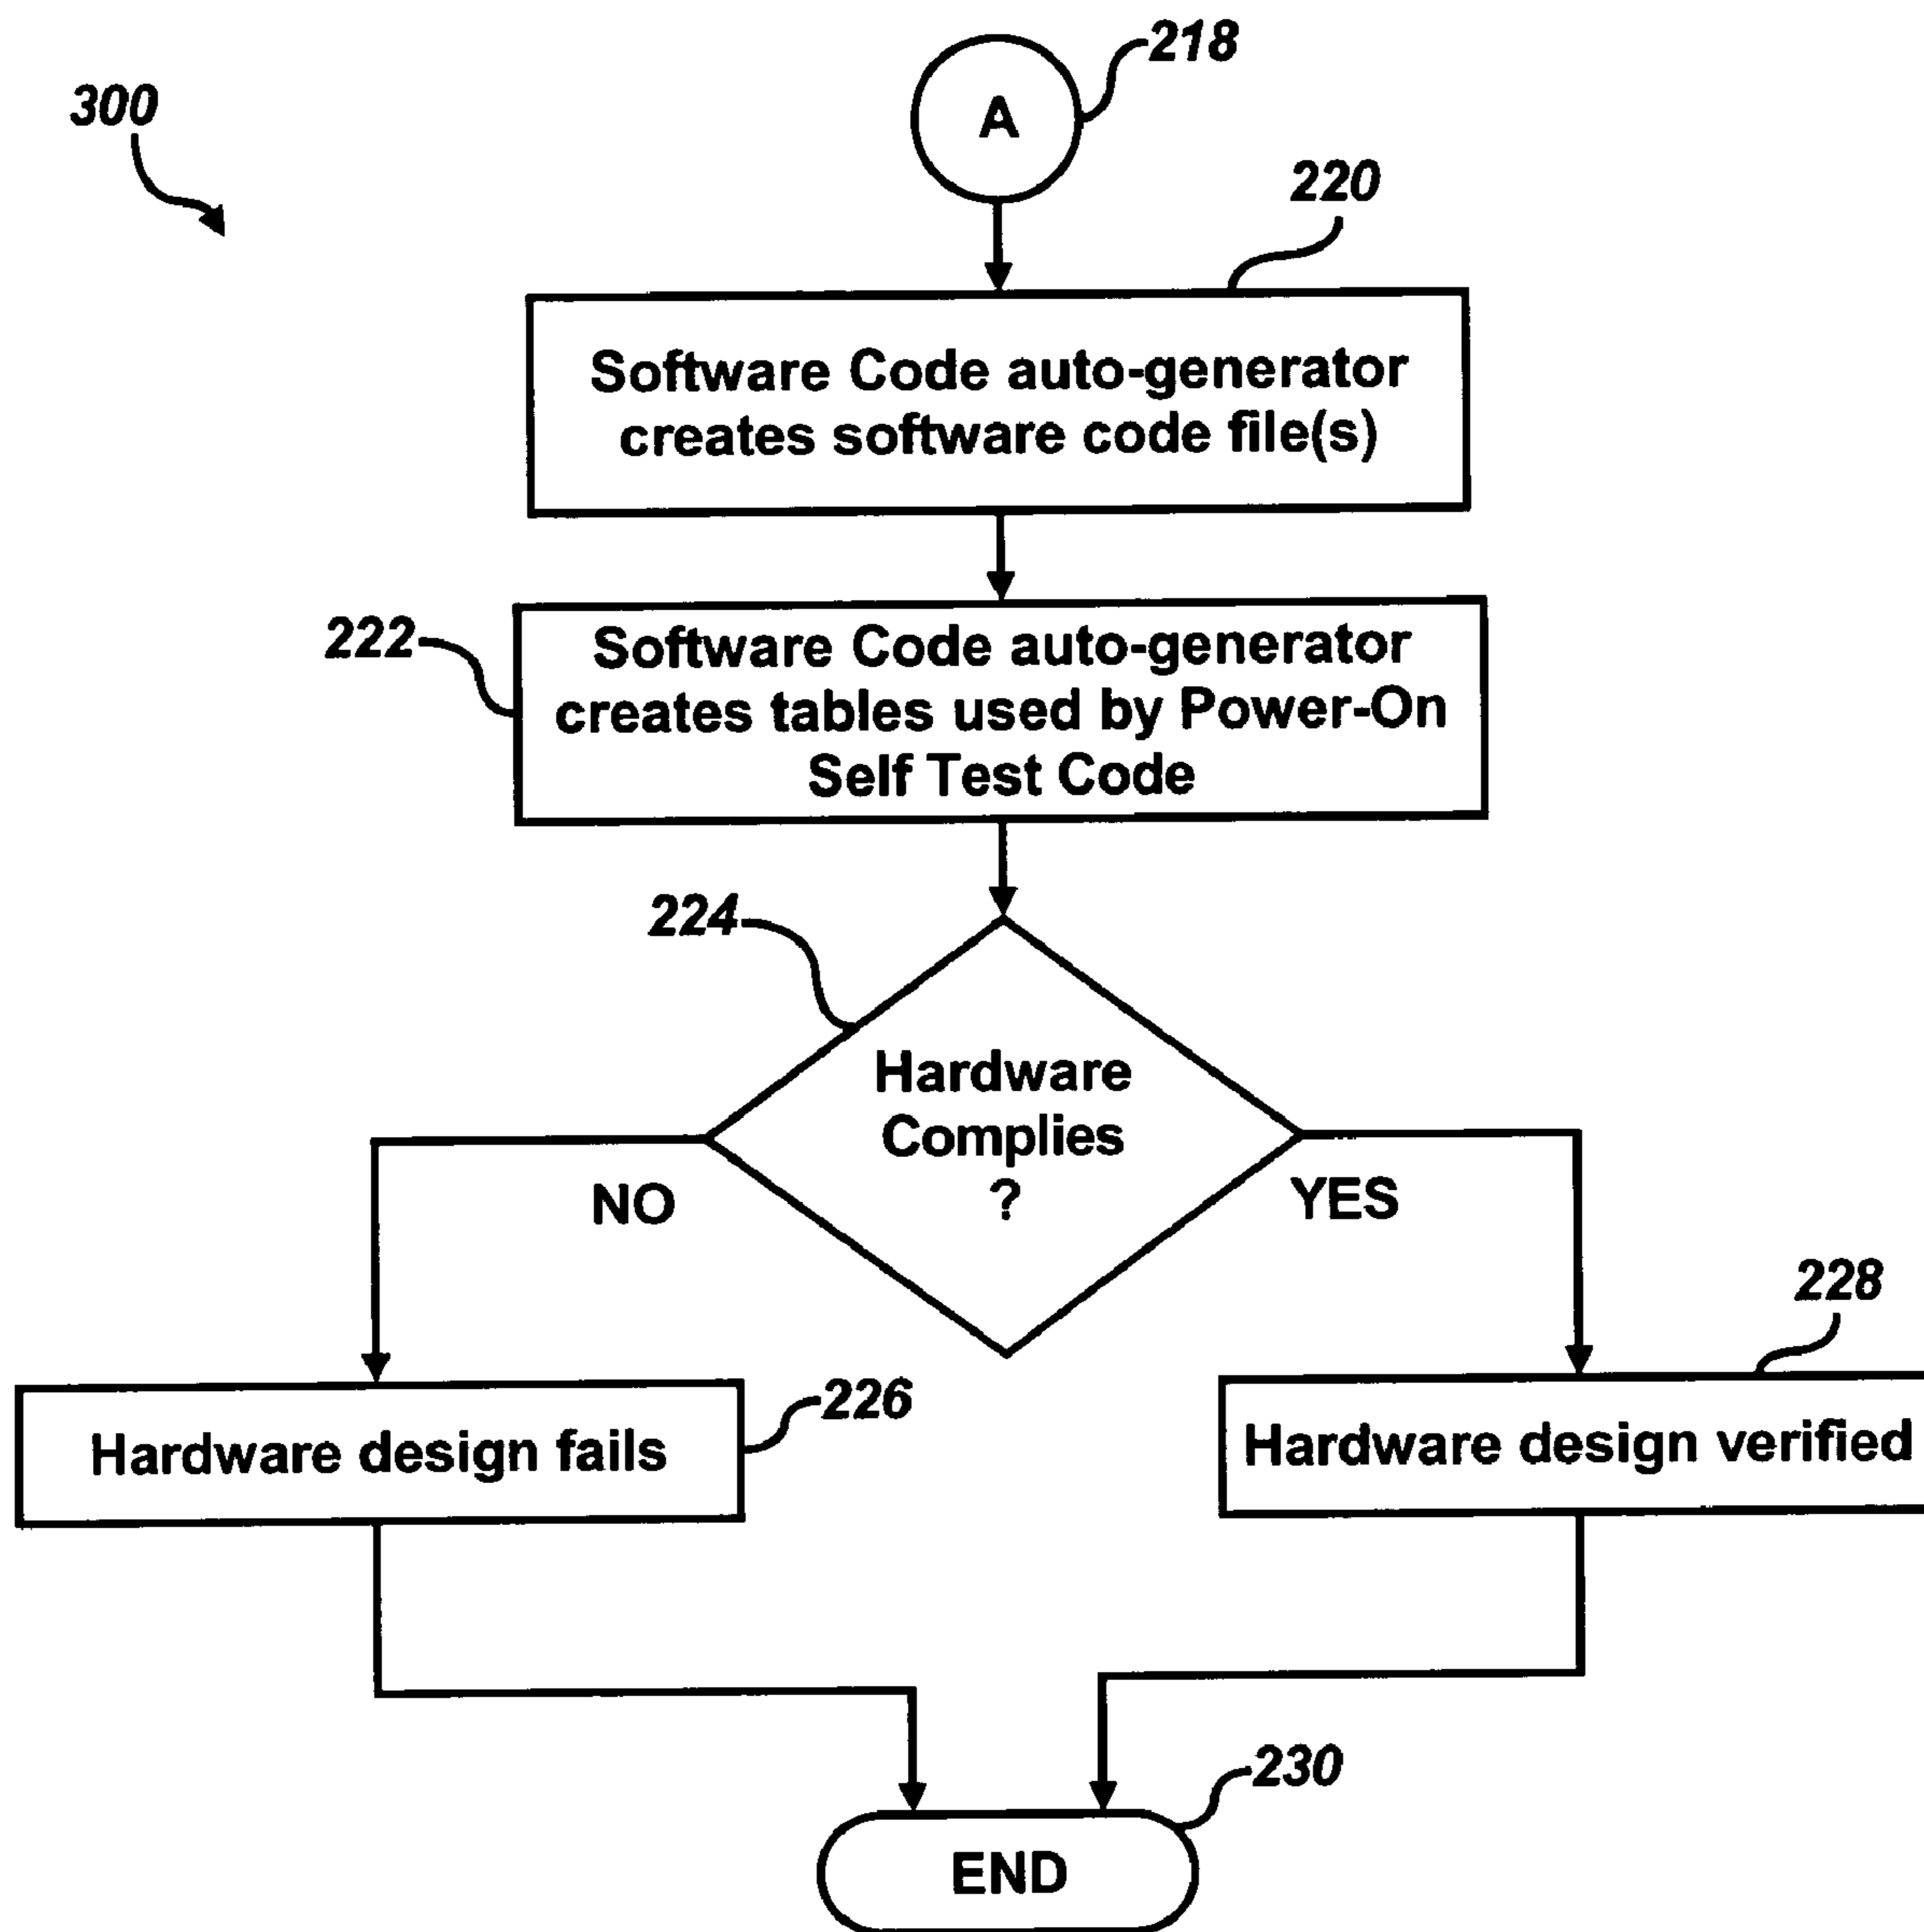 218
A
300
220
Software Code auto-generator
creates software code file(s)
222
Software Code auto-generator
creates tables used by Power-On
Self Test Code
224
Hardware
Complies
?
NO
YES
228
226
Hardware design fails
Hardware design verified
230
END